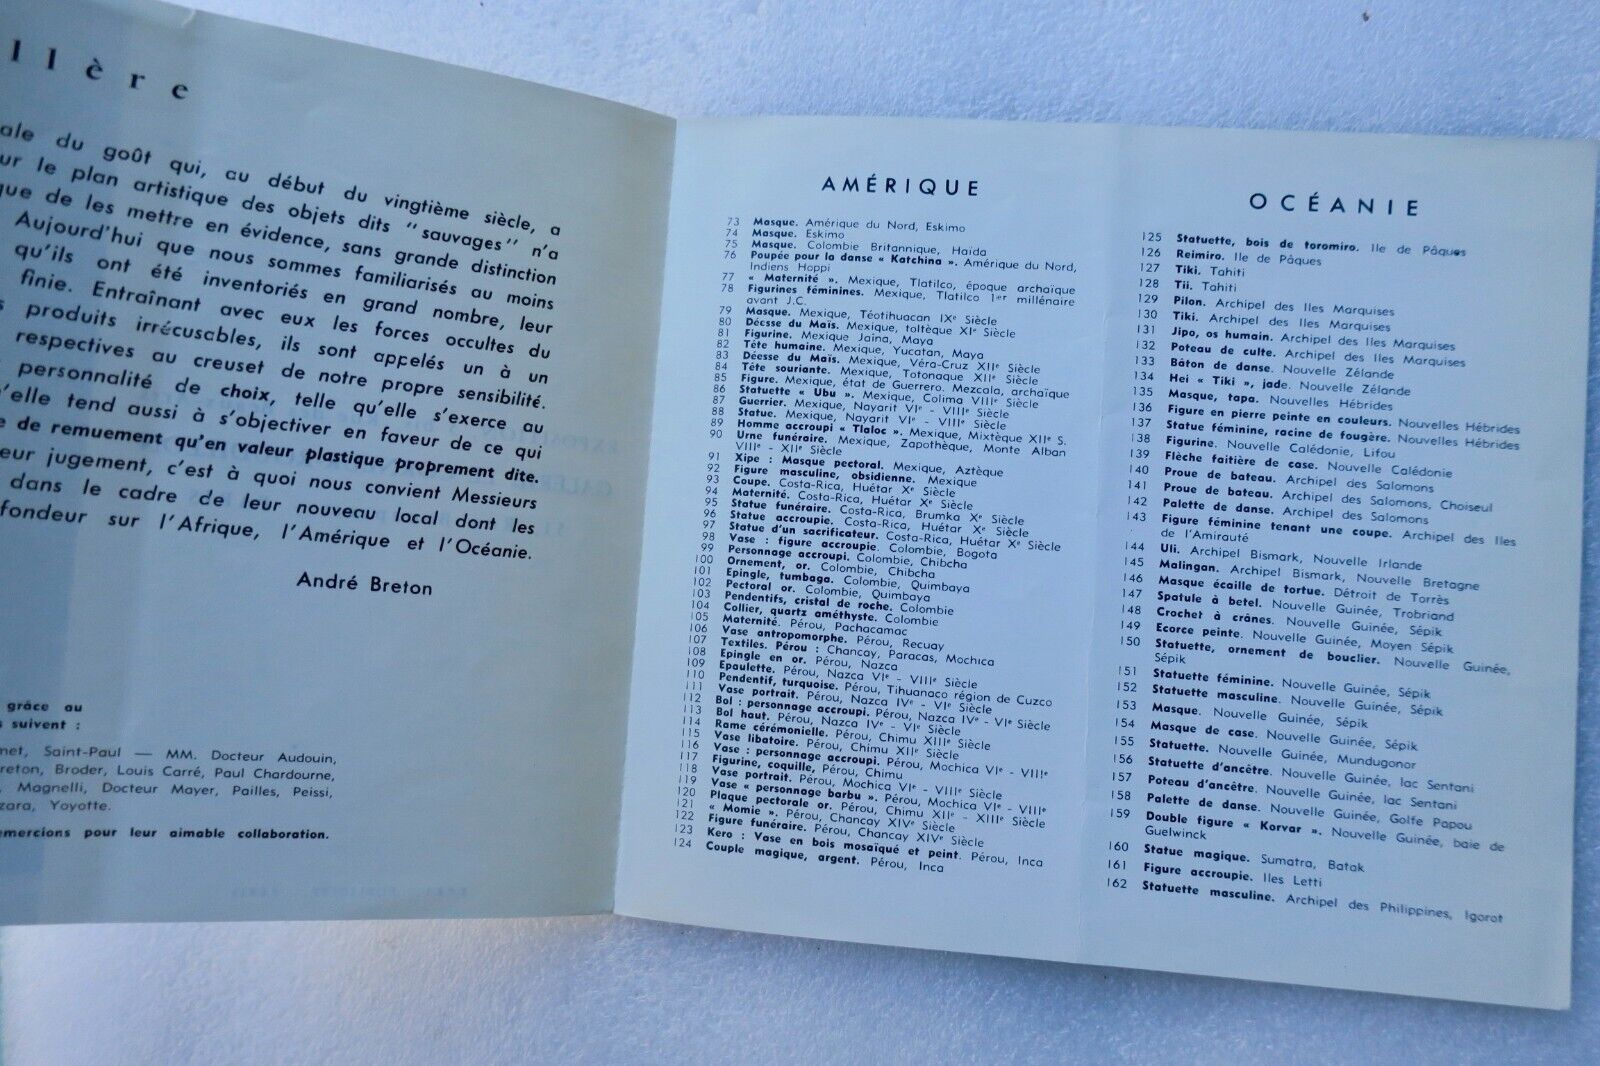 llère
ale du goût qui, au début du vingtième siècle, a
ur le plan artistique des objets dits "sauvages" n'a
que de les mettre en évidence, sans grande distinction
Aujourd'hui que nous sommes familiarisés au moins
qu'ils ont été inventoriés en grand nombre, leur
finie. Entraînant avec eux les forces occultes du
s produits irrécusables, ils sont appelés un à un
respectives au creuset de notre propre sensibilité.
personnalité de choix, telle qu'elle s'exerce au
'elle tend aussi à s'objectiver en faveur de ce qui
e de remuement qu'en valeur plastique proprement dite.
eur jugement, c'est à quoi nous convient Messieurs
dans le cadre de leur nouveau local dont les
fondeur sur l'Afrique, l'Amérique et l'Océanie.
André Breton
grâce au
s suivent :
net, Saint-Paul — MM. Docteur Audouin,
reton, Broder, Louis Carré, Paul Chardourne,
, Magnelli, Docteur Mayer, Pailles, Peissi,
zara, Yoyotte.
emercions pour leur aimable collaboration.
AMÉRIQUE
73 Masque. Amérique du Nord, Eskimo
74 Masque. Eskimo
75 Masque. Colombie Britannique, Haïda
76 Poupée pour la danse « Katchina ». Amérique du Nord,
Indiens Hoppi
77 « Maternité ». Mexique, Tlatilco, époque archaïque
78 Figurines féminines. Mexique, Tlatilco 1er millénaire
avant J.C.
79 Masque. Mexique, Téotihuacan IXe Siècle
80 Décsse du Maïs. Mexique, toltèque XIe Siècle
81 Figurine. Mexique Jaïna, Maya
82 Tête humaine. Mexique, Yucatan, Maya
83 Déesse du Maïs. Mexique, Véra-Cruz XIIe Siècle
84 Tête souriante. Mexique, Totonaque XIIe Siècle
85 Figure. Mexique, état de Guerrero. Mezcala, archaïque
86 Statuette « Ubu ». Mexique, Colima VIIIe Siècle
87 Guerrier. Mexique, Nayarit VIe - VIIIe Siècle
88 Statue. Mexique, Nayarit VIe - VIIIe Siècle
89 Homme accroupi « Tlaloc ». Mexique, Mixtèque XIIe S.
90 Urne funéraire. Mexique, Zapothèque, Monte Alban
VIIIe - XIIe Siècle
91 Xipe : Masque pectoral. Mexique, Aztèque
92 Figure masculine, obsidienne. Mexique
93 Coupe. Costa-Rica, Huétar Xe Siècle
94 Maternité. Costa-Rica, Huétar Xe Siècle
95 Statue funéraire. Costa-Rica, Brumka Xe Siècle
96 Statue accroupie. Costa-Rica, Huétar Xe Siècle
97 Statue d'un sacrificateur. Costa-Rica, Huétar Xe Siècle
98 Vase : figure accroupie. Colombie, Bogota
99 Personnage accroupi. Colombie, Chibcha
100 Ornement, or. Colombie, Chibcha
101 Epingle, tumbaga. Colombie, Quimbaya
102 Pectoral or. Colombie, Quimbaya
103 Pendentifs, cristal de roche. Colombie
104 Collier, quartz améthyste. Colombie
105 Maternité. Pérou, Pachacamac
106 Vase antropomorphe. Pérou, Recuay
107 Textiles. Pérou : Chancay, Paracas, Mochica
108 Epingle en or. Pérou, Nazca
109 Epaulette. Pérou, Nazca VIe - VIIIe Siècle
110 Pendentif, turquoise. Pérou, Tihuanaco région de Cuzco
111 Vase portrait. Pérou, Nazca IVe - VIe Siècle
112 Bol : personnage accroupi. Pérou, Nazca IVe - VIe Siècle
113 Bol haut. Pérou, Nazca IVe - VIe Siècle
114 Rame cérémonielle. Pérou, Chimu XIIIe Siècle
115 Vase libatoire. Pérou, Chimu XIIe Siècle
116 Vase : personnage accroupi. Pérou, Mochica VIe - VIIIe
117 Figurine, coquille, Pérou, Chimu
118 Vase portrait. Pérou, Mochica VIe - VIIIe Siècle
119 Vase « personnage barbu ». Pérou, Mochica VIe - VIIIe
120 Plaque pectorale or. Pérou, Chimu XIIe - XIIIe Siècle
121 « Momie ». Pérou, Chancay XIVe Siècle
122 Figure funéraire. Pérou, Chancay XIVe Siècle
123 Kero : Vase en bois mosaïqué et peint. Pérou, Inca
124 Couple magique, argent. Pérou, Inca
OCÉANIE
125 Statuette, bois de toromiro. Ile de Pâques
126 Reimiro. Ile de Pâques
127 Tiki. Tahiti
128 Tii. Tahiti
129 Pilon. Archipel des Iles Marquises
130 Tiki. Archipel des Iles Marquises
131 Jipo, os humain. Archipel des Iles Marquises
132 Poteau de culte. Archipel des Iles Marquises
133 Bâton de danse. Nouvelle Zélande
134 Hei « Tiki », jade. Nouvelle Zélande
135 Masque, tapa. Nouvelles Hébrides
136 Figure en pierre peinte en couleurs. Nouvelles Hébrides
137 Statue féminine, racine de fougère. Nouvelles Hébrides
138 Figurine. Nouvelle Calédonie, Lifou
139 Flèche faîtière de case. Nouvelle Calédonie
140 Proue de bateau. Archipel des Salomons
141 Proue de bateau. Archipel des Salomons, Choiseul
142 Palette de danse. Archipel des Salomons
143 Figure féminine tenant une coupe. Archipel des Iles
de l'Amirauté
144 Uli. Archipel Bismark, Nouvelle Irlande
145 Malingan. Archipel Bismark, Nouvelle Bretagne
146 Masque écaille de tortue. Détroit de Torrès
147 Spatule à betel. Nouvelle Guinée, Trobriand
148 Crochet à crânes. Nouvelle Guinée, Sépik
149 Ecorce peinte. Nouvelle Guinée, Moyen Sépik
150 Statuette, ornement de bouclier. Nouvelle Guinée,
Sépik
151 Statuette féminine. Nouvelle Guinée, Sépik
152 Statuette masculine. Nouvelle Guinée, Sépik
153 Masque. Nouvelle Guinée, Sépik
154 Masque de case. Nouvelle Guinée, Sépik
155 Statuette. Nouvelle Guinée, Mundugonor
156 Statuette d'ancêtre. Nouvelle Guinée, lac Sentani
157 Poteau d'ancêtre. Nouvelle Guinée, lac Sentani
158 Palette de danse. Nouvelle Guinée, Golfe Papou
159 Double figure « Korvar ». Nouvelle Guinée, baie de
Guelwinck
160 Statue magique. Sumatra, Batak
161 Figure accroupie. Iles Letti
162 Statuette masculine. Archipel des Philippines, Igorot